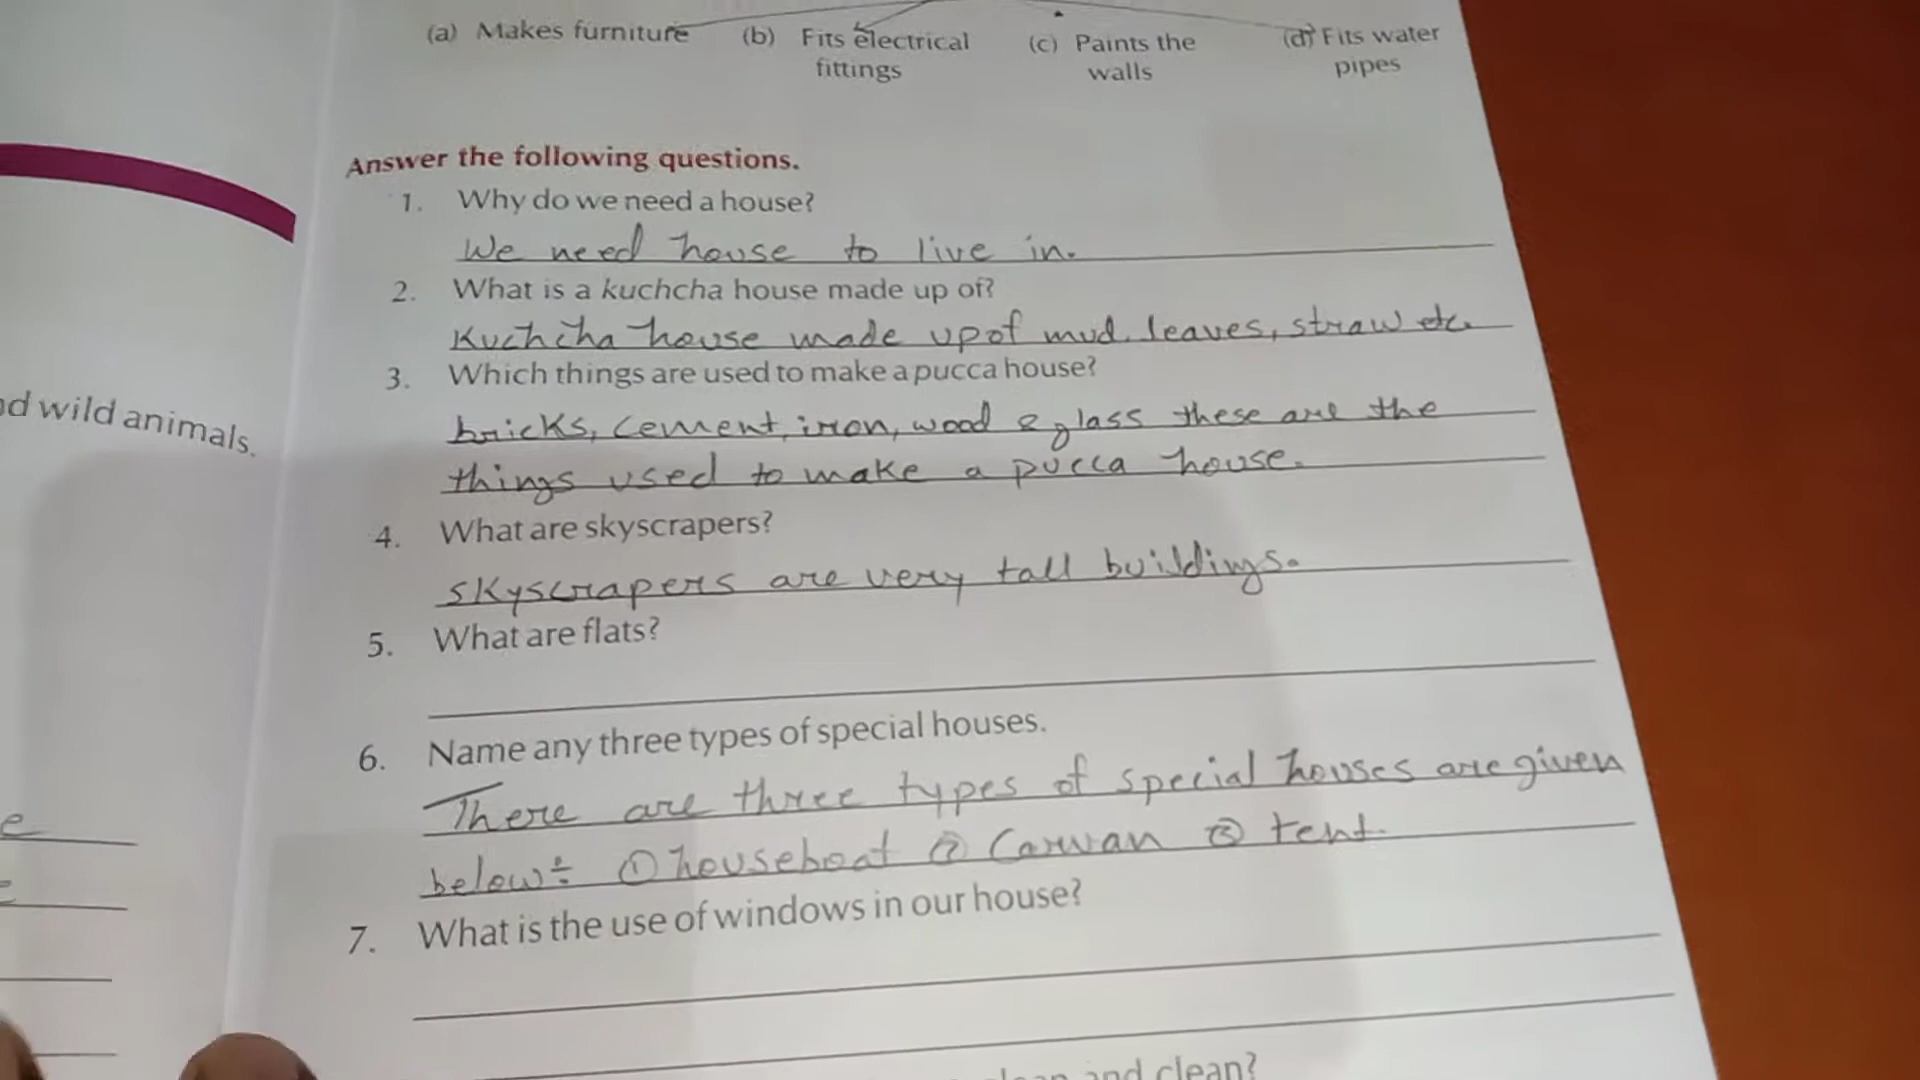 (a) Makes furniture (b) Fits electrical fittings (c) Paints the walls (d) Fits water pipes
Answer the following questions.
1. Why do we need a house?
We need house to live in.
2. What is a kuchcha house made up of?
Kuchcha house made upof mud, leaves, straw etc.
3. Which things are used to make a pucca house?
bricks, cement, iron, wood & glass these are the
things used to make a pucca house.
4. What are skyscrapers?
skyscrapers are very tall buildings.
5. What are flats?
6. Name any three types of special houses.
There are three types of special houses are given
below÷ ① houseboat ② Carwan ③ tent.
7. What is the use of windows in our house?
and clean?
wild animals.